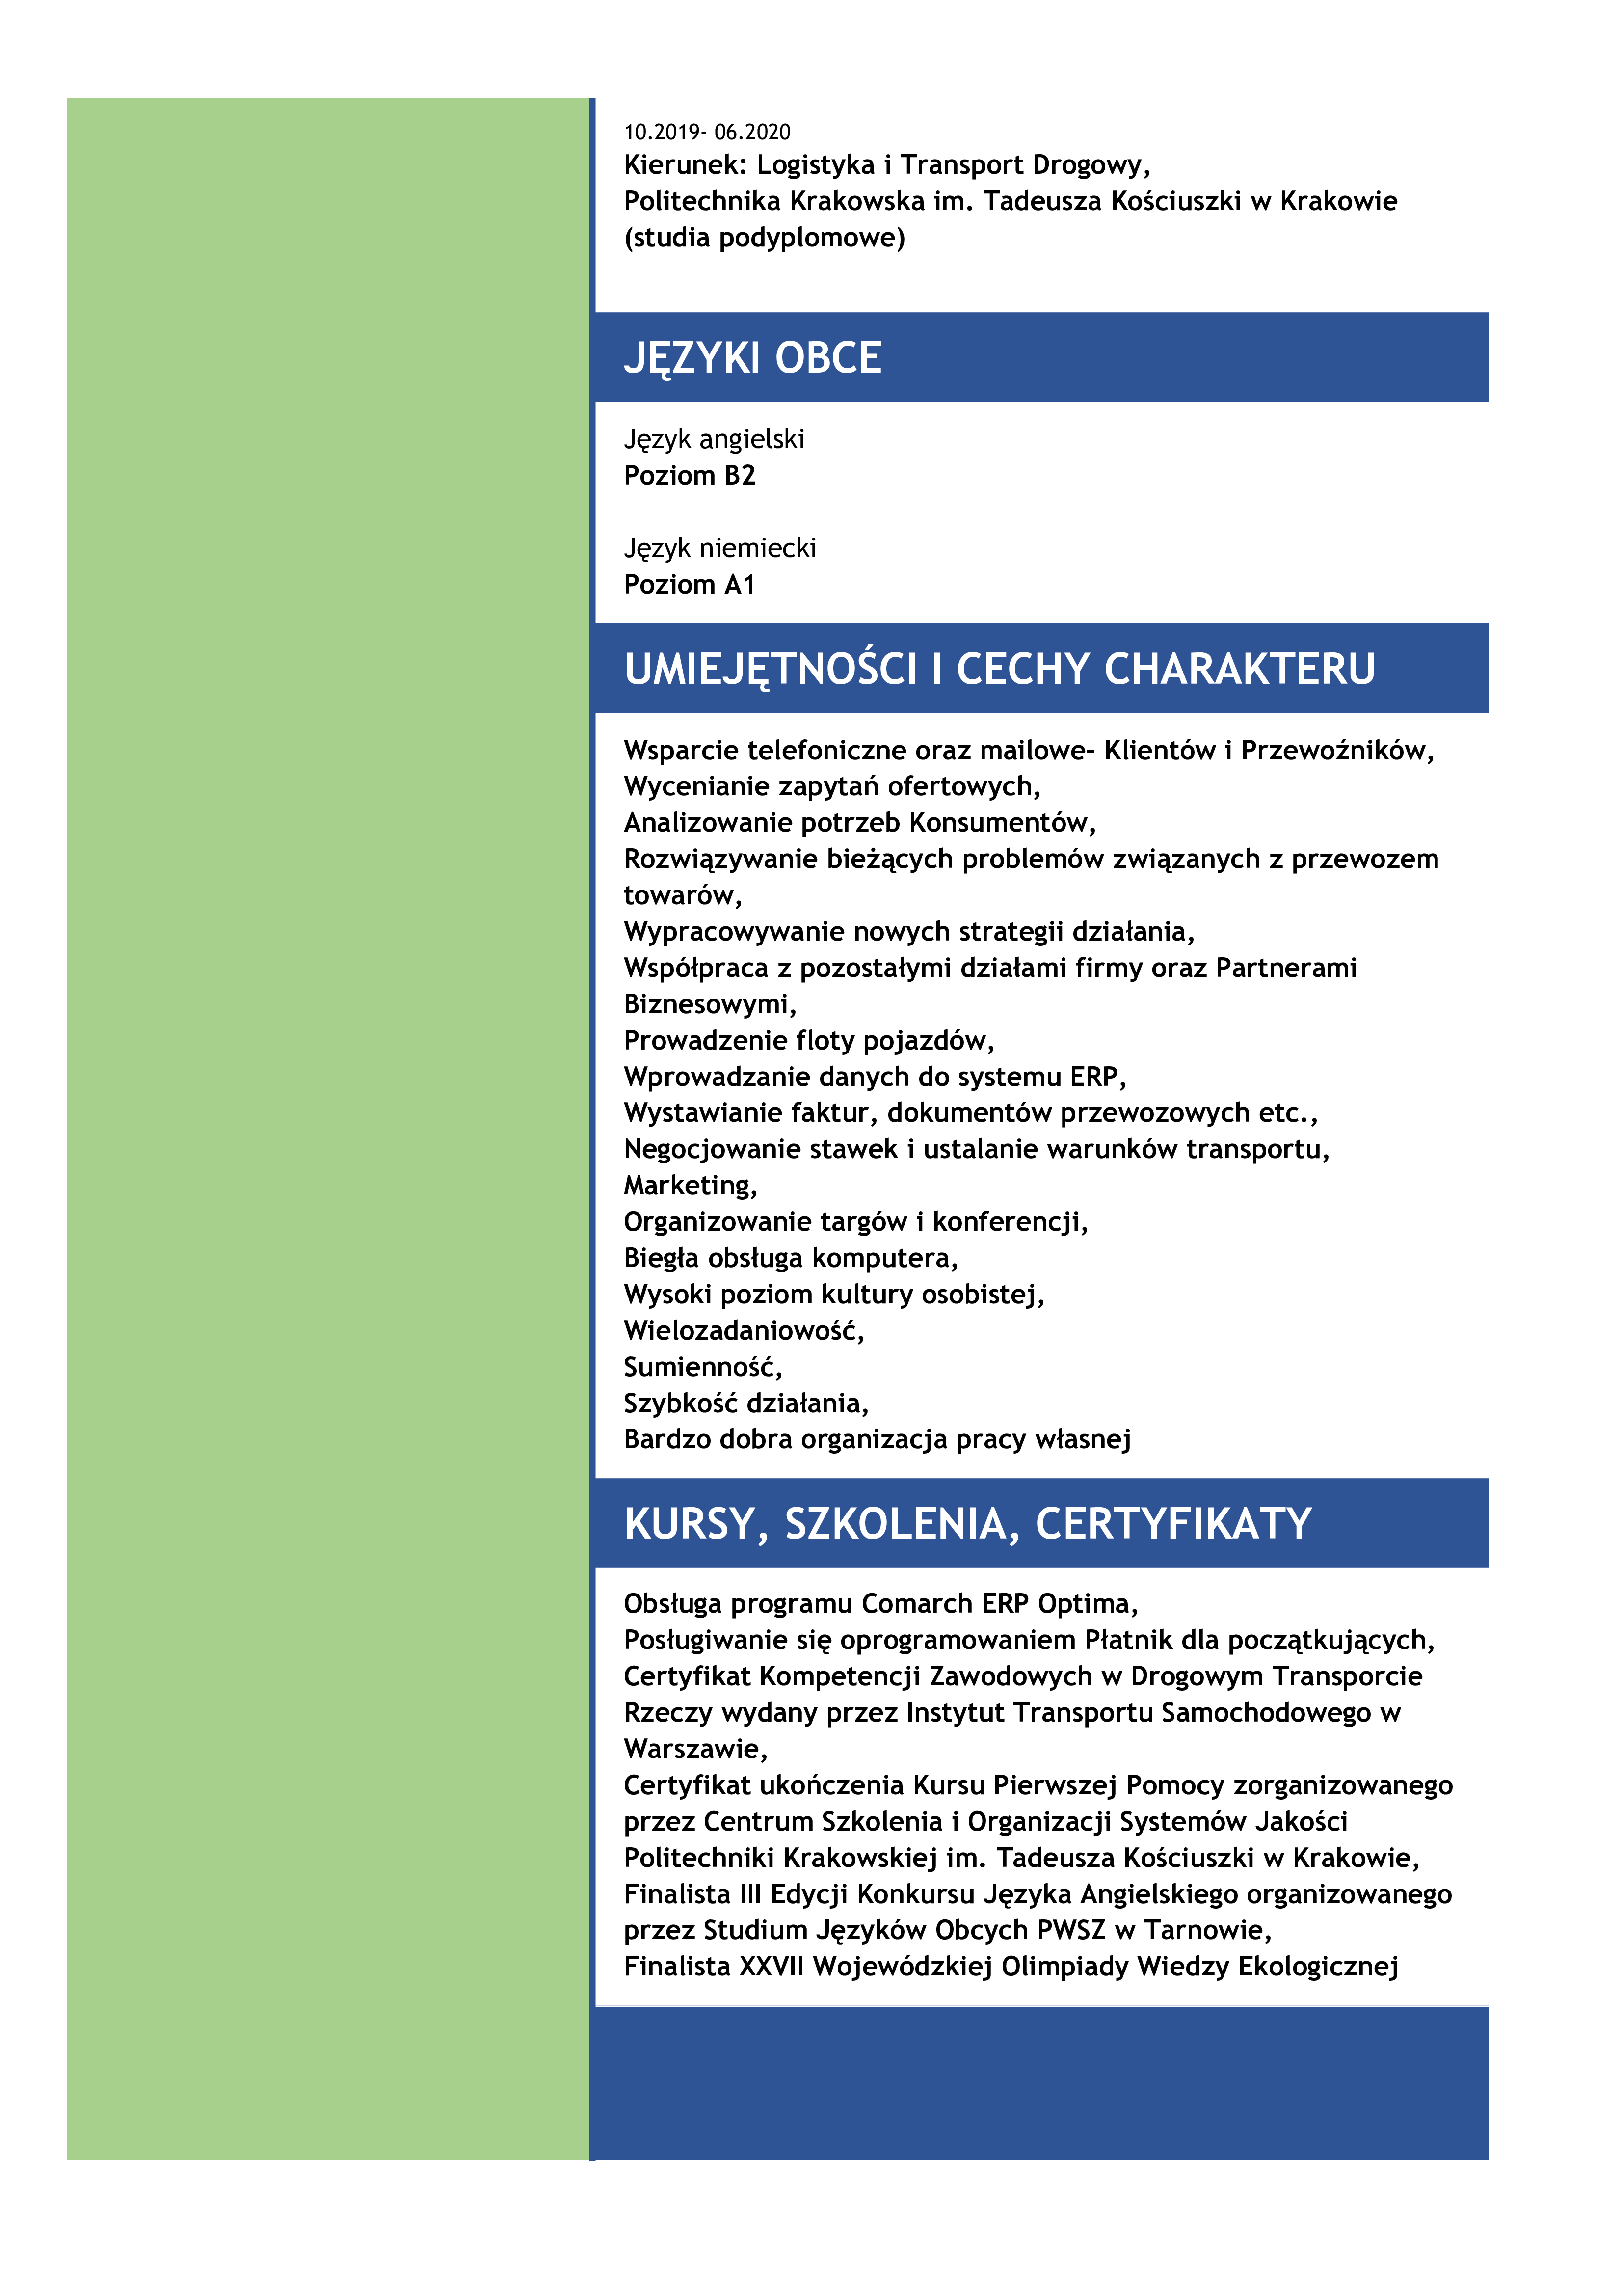 10.2019- 06.2020
Kierunek: Logistyka i Transport Drogowy,
Politechnika Krakowska im. Tadeusza Kościuszki w Krakowie
(studia podyplomowe)
JĘZYKI OBCE
Język angielski
Poziom B2
Język niemiecki
Poziom A1
UMIEJĘTNOŚCI I CECHY CHARAKTERU
Wsparcie telefoniczne oraz mailowe- Klientów i Przewoźników,
Wycenianie zapytań ofertowych,
Analizowanie potrzeb Konsumentów,
Rozwiązywanie bieżących problemów związanych z przewozem
towarów,
Wypracowywanie nowych strategii działania,
Współpraca z pozostałymi działami firmy oraz Partnerami
Biznesowymi,
Prowadzenie floty pojazdów,
Wprowadzanie danych do systemu ERP,
Wystawianie faktur, dokumentów przewozowych etc.,
Negocjowanie stawek i ustalanie warunków transportu,
Marketing,
Organizowanie targów i konferencji,
Biegła obsługa komputera,
Wysoki poziom kultury osobistej,
Wielozadaniowość,
Sumienność,
Szybkość działania,
Bardzo dobra organizacja pracy własnej
KURSY, SZKOLENIA, CERTYFIKATY
Obsługa programu Comarch ERP Optima,
Posługiwanie się oprogramowaniem Płatnik dla początkujących,
Certyfikat Kompetencji Zawodowych w Drogowym Transporcie
Rzeczy wydany przez Instytut Transportu Samochodowego w
Warszawie,
Certyfikat ukończenia Kursu Pierwszej Pomocy zorganizowanego
przez Centrum Szkolenia i Organizacji Systemów Jakości
Politechniki Krakowskiej im. Tadeusza Kościuszki w Krakowie,
Finalista III Edycji Konkursu Języka Angielskiego organizowanego
przez Studium Języków Obcych PWSZ w Tarnowie,
Finalista XXVII Wojewódzkiej Olimpiady Wiedzy Ekologicznej